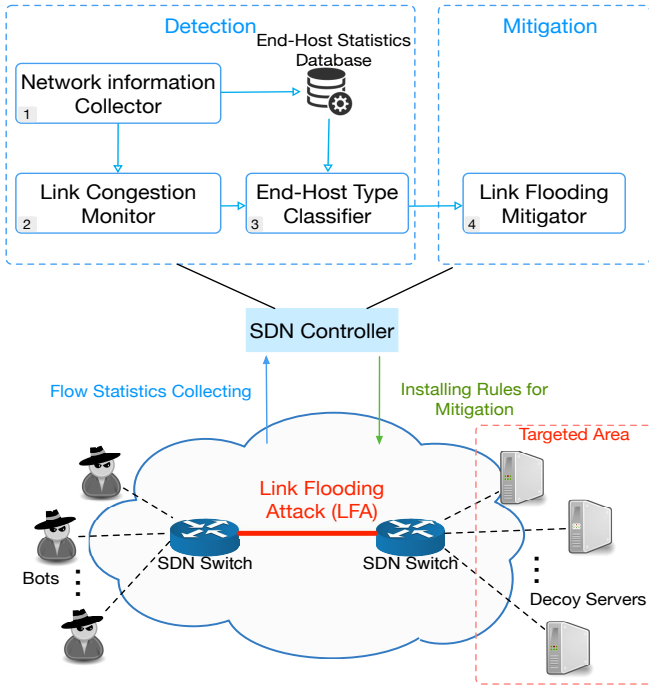 Detection
Mitigation
End-Host Statistics
Database
Network information
Collector
1
Link Congestion
Monitor
2
End-Host Type
Classifier
3
Link Flooding
Mitigator
4
SDN Controller
Flow Statistics Collecting
Installing Rules for
Mitigation
Targeted Area
Link Flooding
Attack (LFA)
SDN Switch
SDN Switch
Bots
Decoy Servers